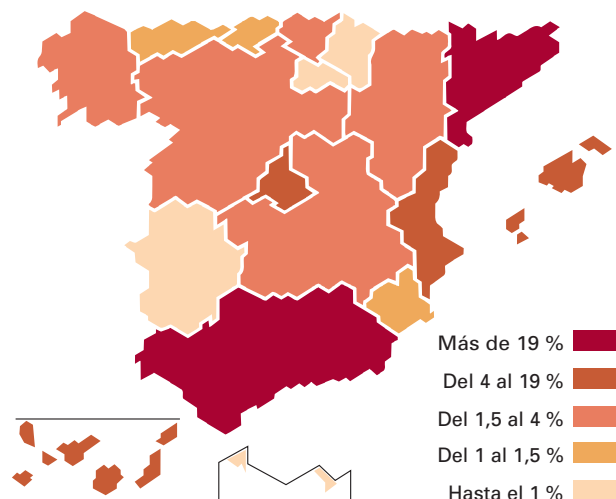 Más de 19 %
Del 4 al 19 %
Del 1,5 al 4 %
Del 1 al 1,5 %
Hasta el 1 %